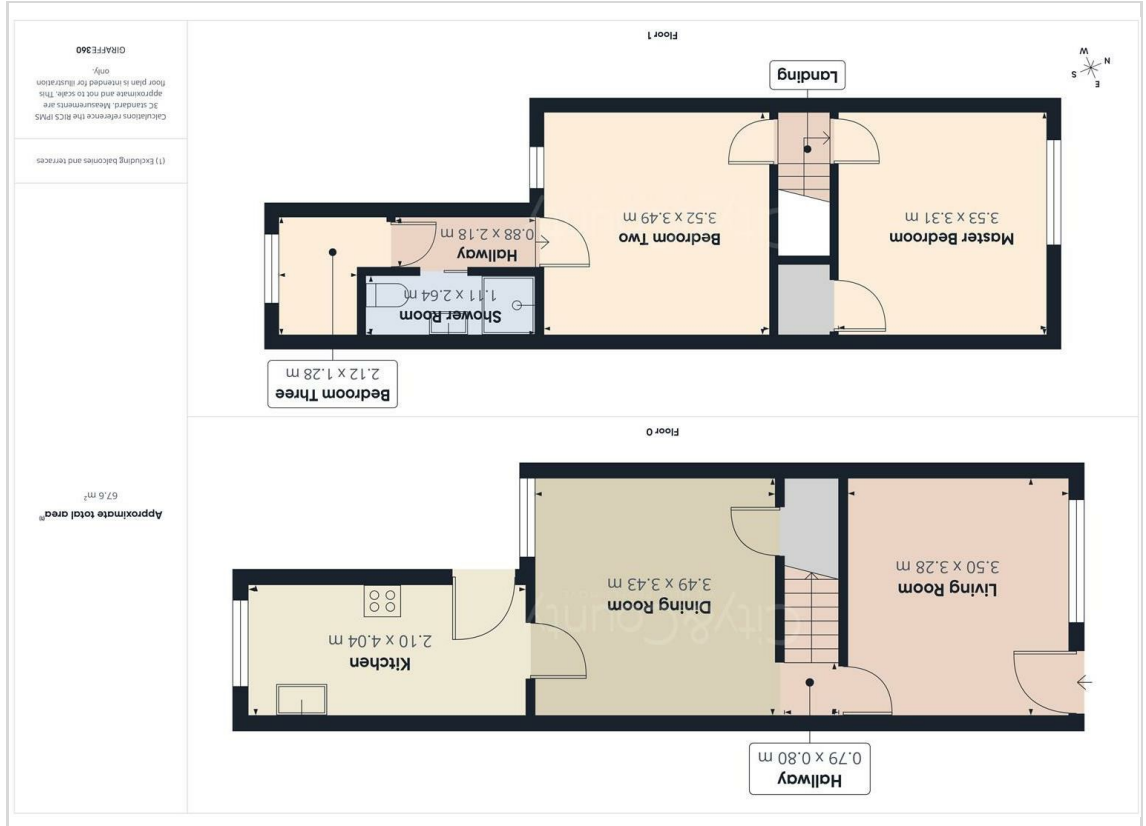 Hallway
0.79 x 0.80 m
Living Room
3.50 x 3.28 m
Dining Room
3.49 x 3.43 m
Kitchen
2.10 x 4.04 m
City&County
Floor 0
Bedroom Three
2.12 x 1.28 m
Master Bedroom
3.53 x 3.31 m
Bedroom Two
3.52 x 3.49 m
Shower Room
1.11 x 2.64 m
Hallway
0.88 x 2.18 m
Landing
Floor 1
N
E
S
W
Approximate total area⁽¹⁾
67.6 m²
(1) Excluding balconies and terraces
Calculations reference the RICS IPMS
3C standard. Measurements are
approximate and not to scale. This
floor plan is intended for illustration
only.
GIRAFFE360